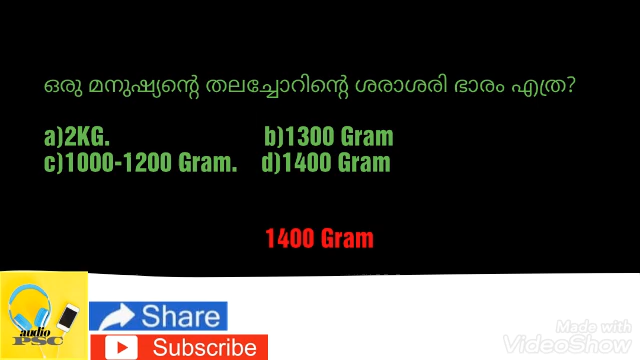 ഒരു മനുഷ്യന്റെ തലച്ചോറിന്റെ ശരാശരി ഭാരം എത്ര?
a)2KG. b)1300 Gram
c)1000-1200 Gram. d)1400 Gram
1400 Gram
audio
PSC
Share
Subscribe
Made with
VideoShow